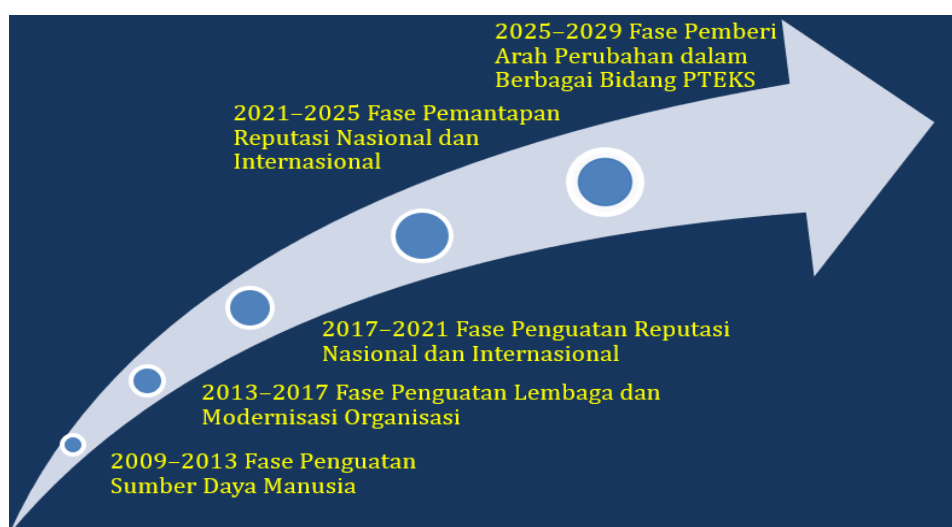 2025–2029 Fase Pemberi
Arah Perubahan dalam
Berbagai Bidang PTEKS
2021–2025 Fase Pemantapan
Reputasi Nasional dan
Internasional
2017–2021 Fase Penguatan Reputasi
Nasional dan Internasional
2013–2017 Fase Penguatan Lembaga dan
Modernisasi Organisasi
2009–2013 Fase Penguatan
Sumber Daya Manusia